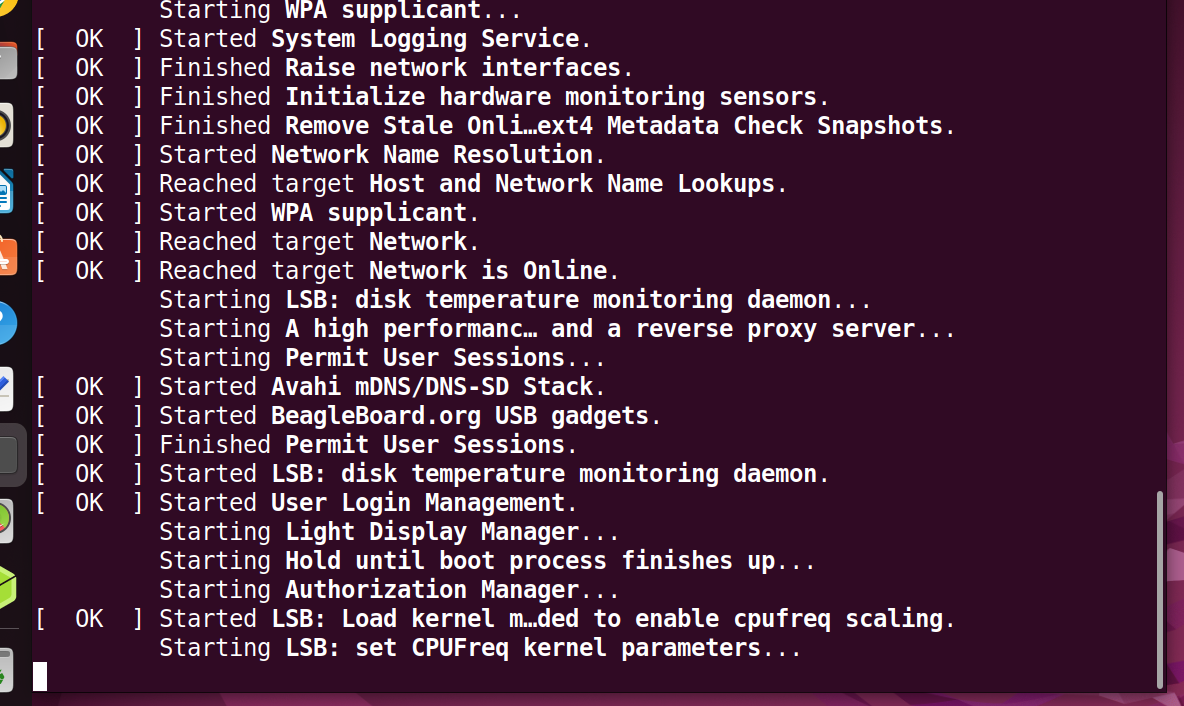 Starting WPA supplicant...
[  OK  ] Started System Logging Service.
[  OK  ] Finished Raise network interfaces.
[  OK  ] Finished Initialize hardware monitoring sensors.
[  OK  ] Finished Remove Stale Onli…ext4 Metadata Check Snapshots.
[  OK  ] Started Network Name Resolution.
[  OK  ] Reached target Host and Network Name Lookups.
[  OK  ] Started WPA supplicant.
[  OK  ] Reached target Network.
[  OK  ] Reached target Network is Online.
Starting LSB: disk temperature monitoring daemon...
Starting A high performanc… and a reverse proxy server...
Starting Permit User Sessions...
[  OK  ] Started Avahi mDNS/DNS-SD Stack.
[  OK  ] Started BeagleBoard.org USB gadgets.
[  OK  ] Finished Permit User Sessions.
[  OK  ] Started LSB: disk temperature monitoring daemon.
[  OK  ] Started User Login Management.
Starting Light Display Manager...
Starting Hold until boot process finishes up...
Starting Authorization Manager...
[  OK  ] Started LSB: Load kernel m…ded to enable cpufreq scaling.
Starting LSB: set CPUFreq kernel parameters...